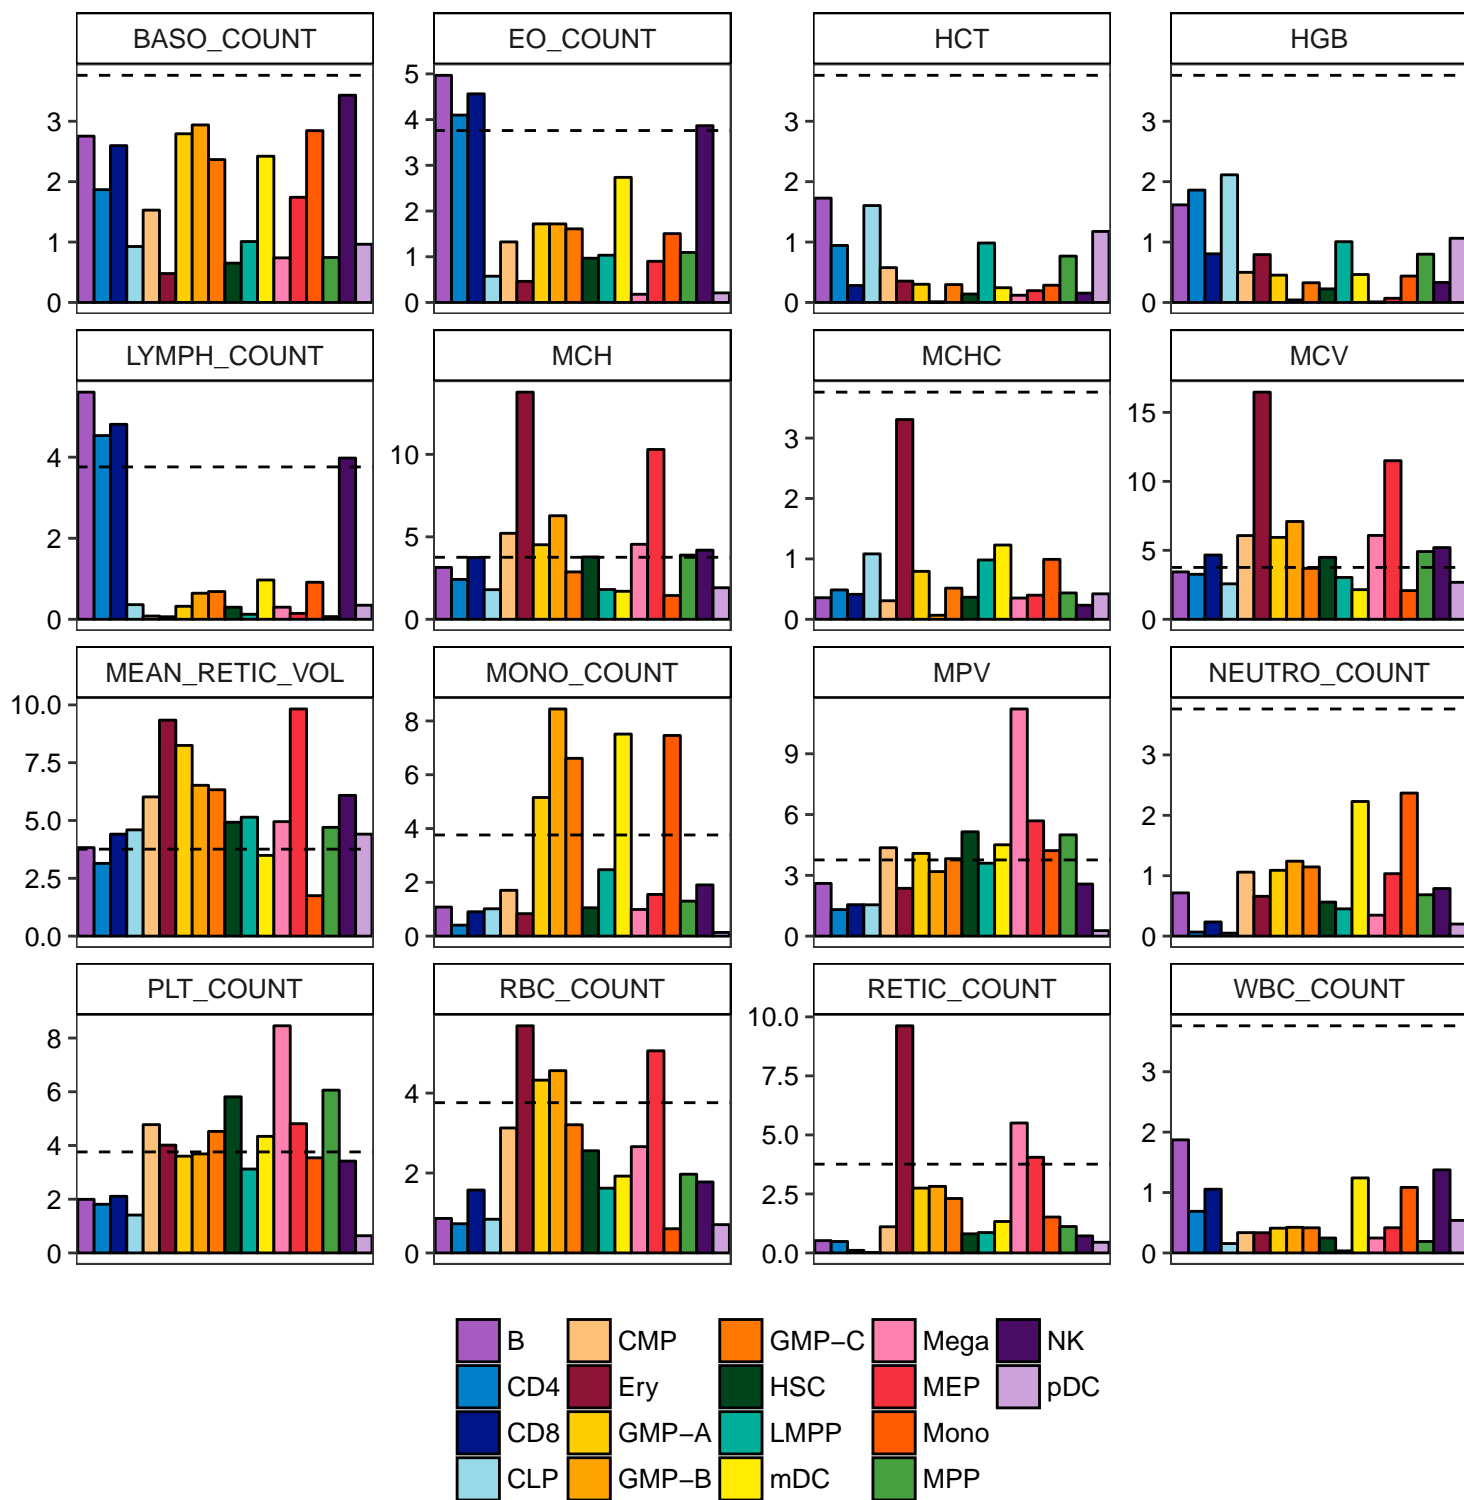 BASO_COUNT EO_COUNT HCT HGB
3 2 1 0
5 4 3 2 1 0
3 2 1 0
3 2 1 0
LYMPH_COUNT MCH MCHC MCV
4 2 0
10 5 0
3 2 1 0
15 10 5 0
MEAN_RETIC_VOL MONO_COUNT MPV NEUTRO_COUNT
10.0 7.5 5.0 2.5 0.0
8 6 4 2 0
9 6 3 0
3 2 1 0
PLT_COUNT RBC_COUNT RETIC_COUNT WBC_COUNT
8 6 4 2 0
4 2 0
10.0 7.5 5.0 2.5 0.0
3 2 1 0
B CMP GMP−C Mega NK
CD4 Ery HSC MEP pDC
CD8 GMP−A LMPP Mono
CLP GMP−B mDC MPP